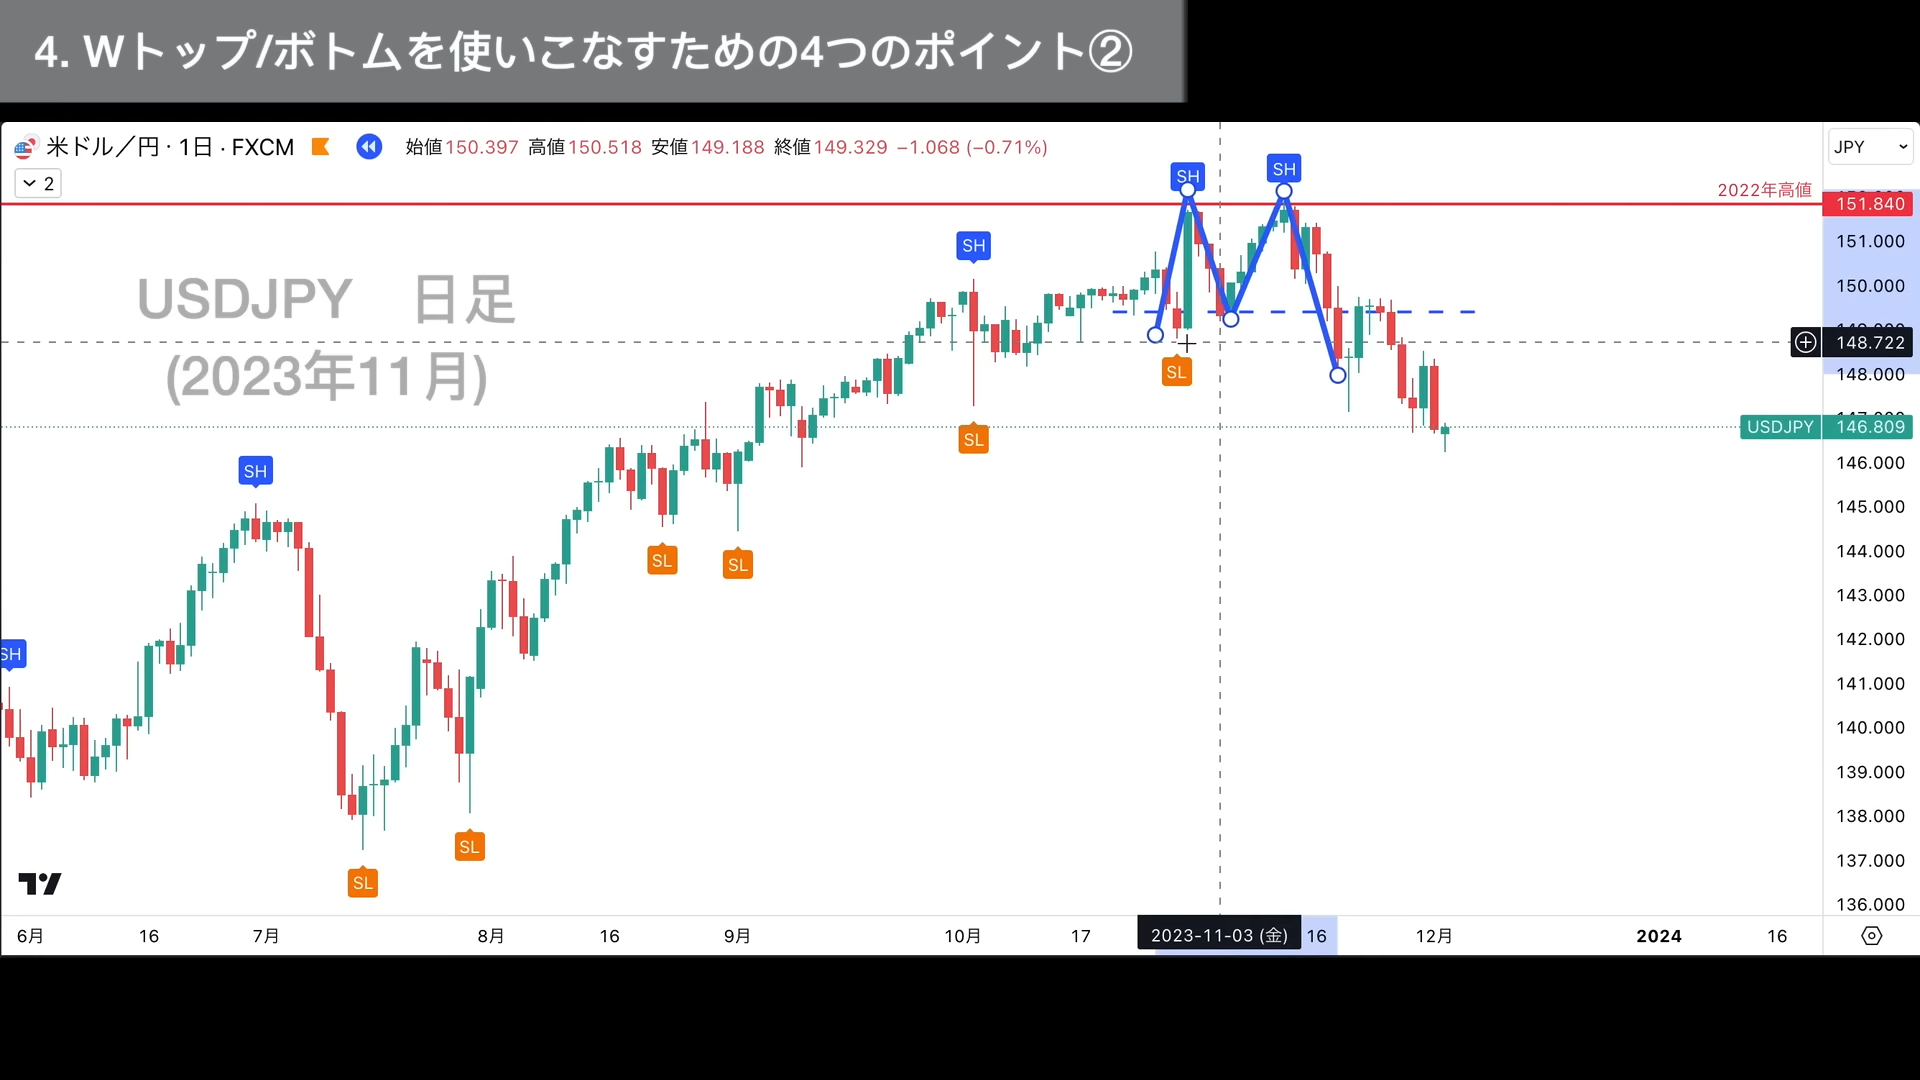 4. Wトップ/ボトムを使いこなすための4つのポイント②
米ドル／円 · 1日 · FXCM 始値150.397 高値150.518 安値149.188 終値149.329 −1.068 (−0.71%)
JPY
2
SH
SH
2022年高値
151.840
151.000
SH
USDJPY 日足
150.000
(2023年11月)
148.722
SL
148.000
USDJPY 146.809
SL
SH
146.000
145.000
SL
SL
144.000
143.000
142.000
SH
141.000
140.000
139.000
138.000
SL
137.000
SL
136.000
6月 16 7月 8月 16 9月 10月 17 2023-11-03 (金) 16 12月 2024 16